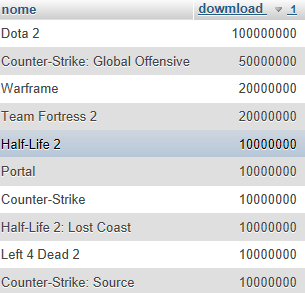 nome download 1
Dota 2 100000000
Counter-Strike: Global Offensive 50000000
Warframe 20000000
Team Fortress 2 20000000
Half-Life 2 10000000
Portal 10000000
Counter-Strike 10000000
Half-Life 2: Lost Coast 10000000
Left 4 Dead 2 10000000
Counter-Strike: Source 10000000